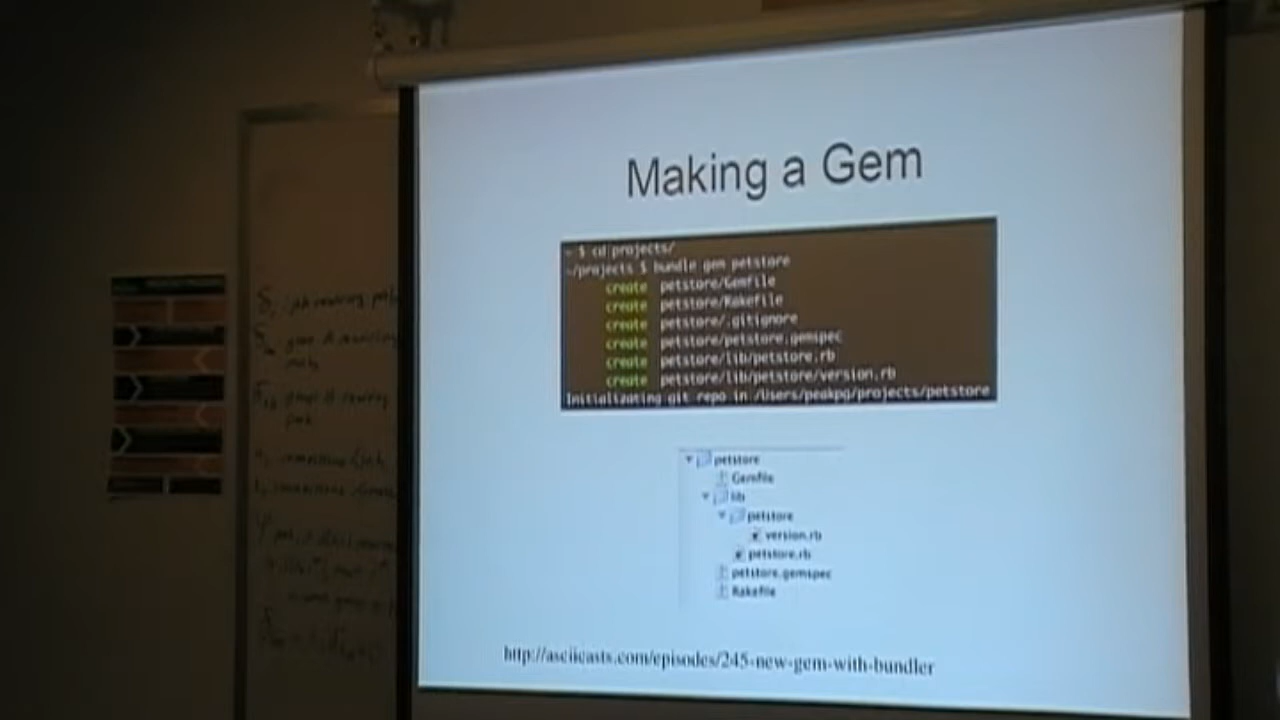 Making a Gem
~ $ cd projects/
~/projects $ bundle gem petstore
create petstore/Gemfile
create petstore/Rakefile
create petstore/.gitignore
create petstore/petstore.gemspec
create petstore/lib/petstore.rb
create petstore/lib/petstore/version.rb
Initializating git repo in /Users/peakpg/projects/petstore
petstore
Gemfile
lib
petstore
version.rb
petstore.rb
petstore.gemspec
Rakefile
http://asciicasts.com/episodes/245-new-gem-with-bundler